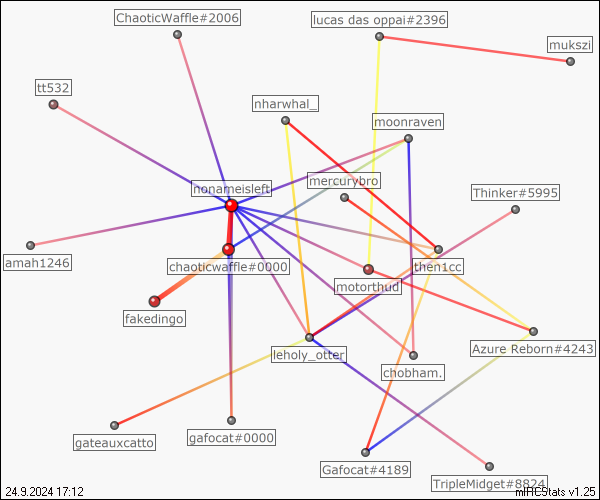 ChaoticWaffle#2006
lucas das oppai#2396
mukszi
tt532
nharwhal_
moonraven
mercurybro
nonameisleft
Thinker#5995
amah1246
chaoticwaffle#0000
then1cc
motorthud
fakedingo
leholy_otter
Azure Reborn#4243
chobham.
gateauxcatto
gafocat#0000
Gafocat#4189
TripleMidget#8824
24.9.2024 17:12
mIRCStats v1.25